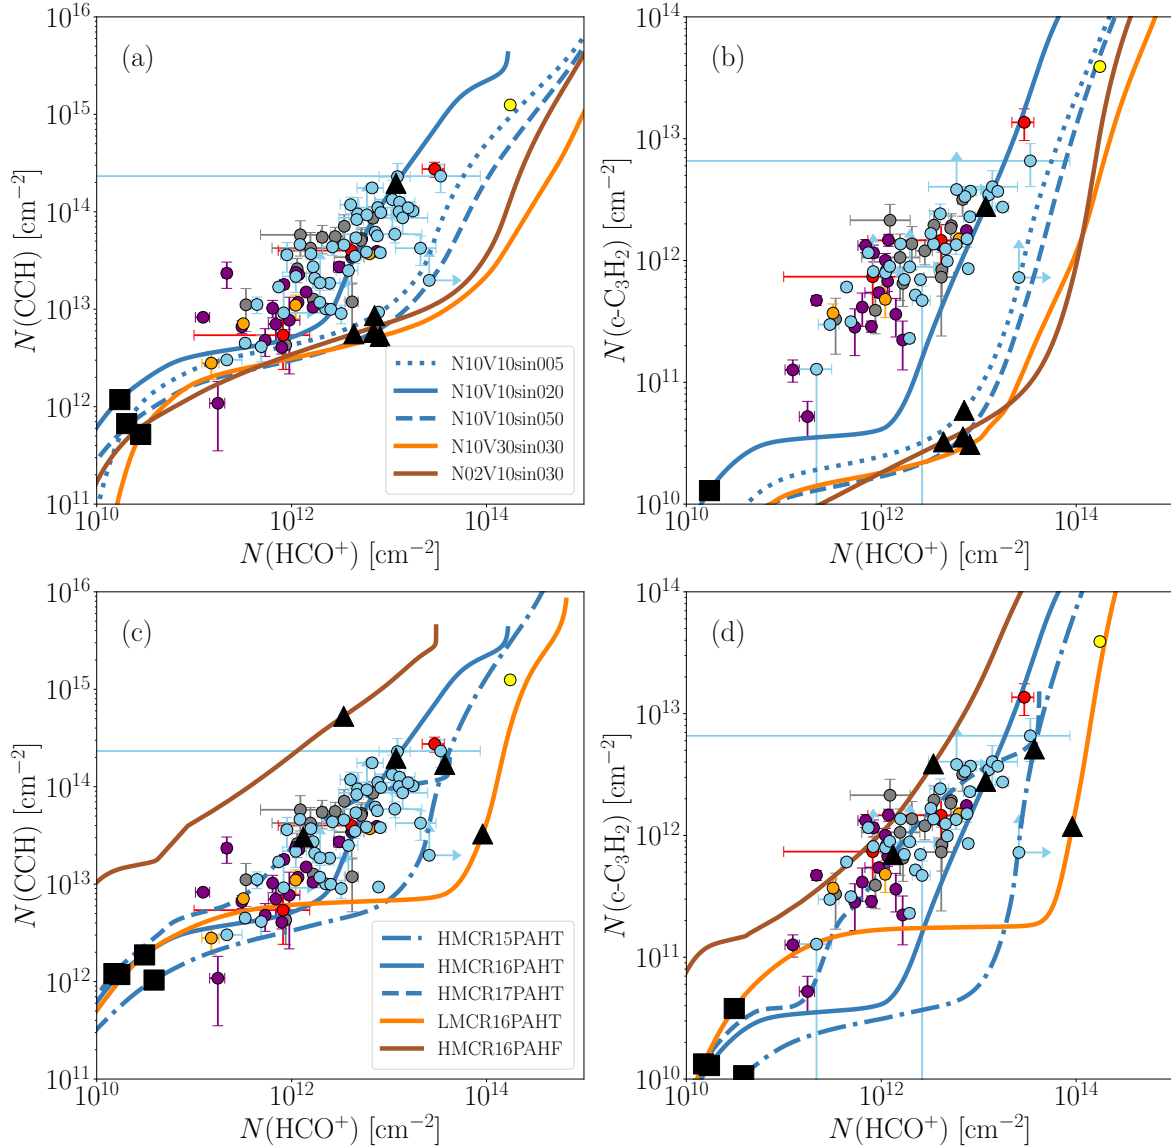 (a)
10^16
10^15
10^14
10^13
10^12
10^11
N(CCH) [cm^−2]
N10V10sin005
N10V10sin020
N10V10sin050
N10V30sin030
N02V10sin030
10^10
10^12
10^14
N(HCO^+) [cm^−2]
(b)
10^14
10^13
10^12
10^11
10^10
N(c-C_3H_2) [cm^−2]
10^10
10^12
10^14
N(HCO^+) [cm^−2]
(c)
10^16
10^15
10^14
10^13
10^12
10^11
N(CCH) [cm^−2]
HMCR15PAHT
HMCR16PAHT
HMCR17PAHT
LMCR16PAHT
HMCR16PAHF
10^10
10^12
10^14
N(HCO^+) [cm^−2]
(d)
10^14
10^13
10^12
10^11
10^10
N(c-C_3H_2) [cm^−2]
10^10
10^12
10^14
N(HCO^+) [cm^−2]